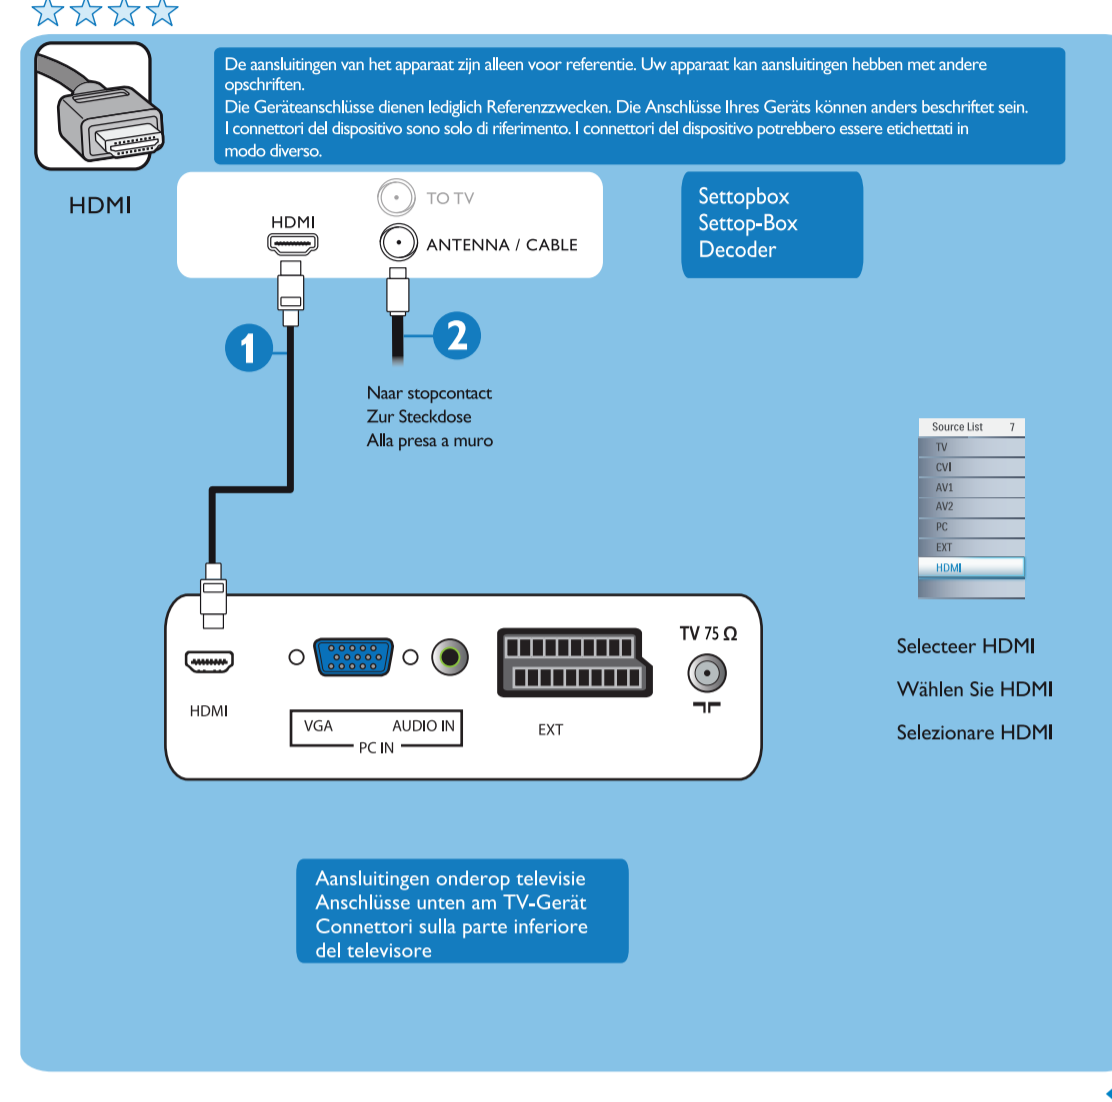 De aansluitingen van het apparaat zijn alleen voor referentie. Uw apparaat kan aansluitingen hebben met andere
opschriften.
Die Geräteanschlüsse dienen lediglich Referenzzwecken. Die Anschlüsse Ihres Geräts können anders beschriftet sein.
I connettori del dispositivo sono solo di riferimento. I connettori del dispositivo potrebbero essere etichettati in
modo diverso.
HDMI
TO TV
HDMI
ANTENNA / CABLE
Settopbox
Settop-Box
Decoder
1
2
Naar stopcontact
Zur Steckdose
Alla presa a muro
Source List 7
TV
CVI
AV1
AV2
PC
EXT
HDMI
Selecteer HDMI
Wählen Sie HDMI
Selezionare HDMI
TV 75 Ω
HDMI
VGA AUDIO IN
PC IN
EXT
Aansluitingen onderop televisie
Anschlüsse unten am TV-Gerät
Connettori sulla parte inferiore
del televisore